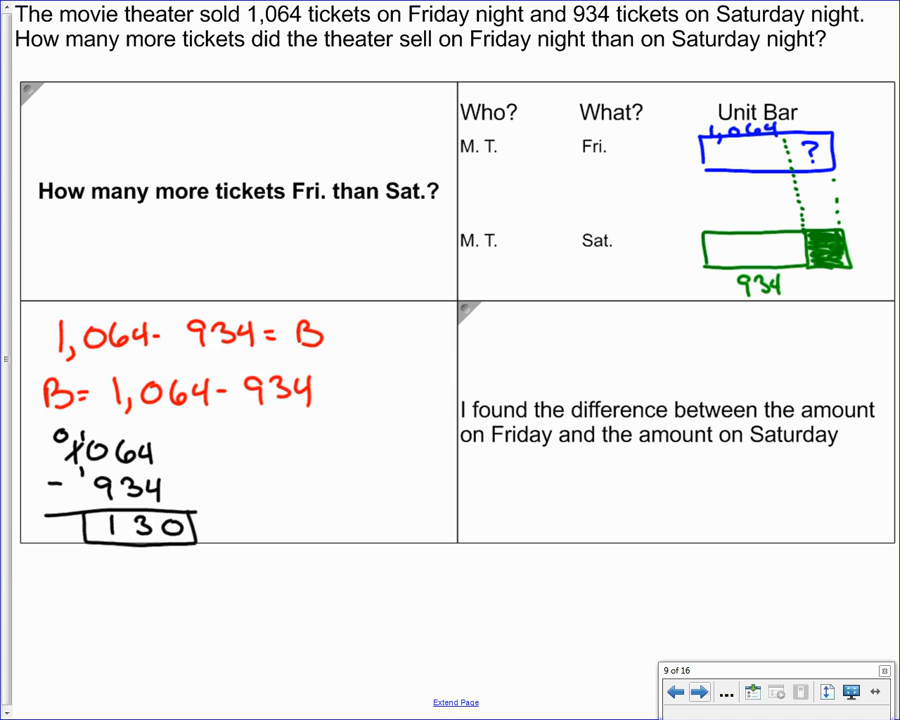 The movie theater sold 1,064 tickets on Friday night and 934 tickets on Saturday night.
How many more tickets did the theater sell on Friday night than on Saturday night?
How many more tickets Fri. than Sat.?
Who? What? Unit Bar
1,064
M. T. Fri. ?
M. T. Sat.
934
1,064 - 934 = B
B = 1,064 - 934
0 1
1064
- 1934
130
I found the difference between the amount
on Friday and the amount on Saturday
9 of 16
...
Extend Page